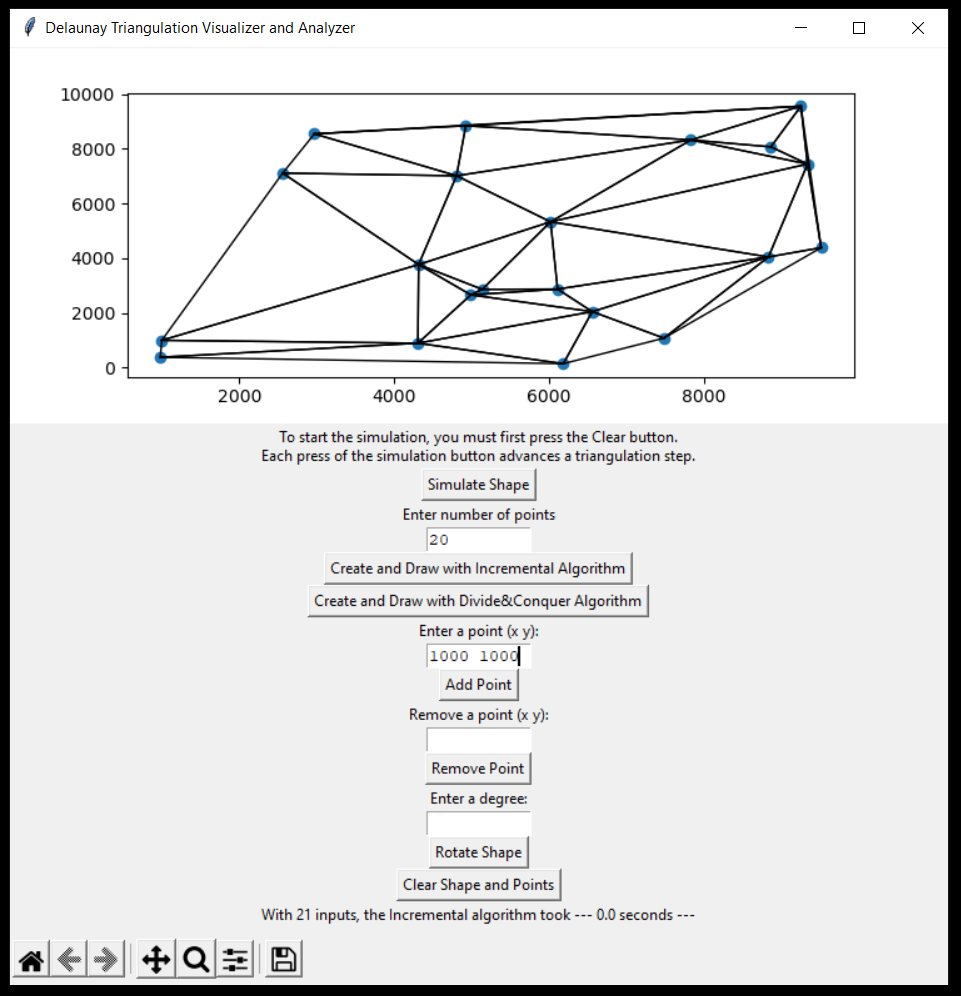 Delaunay Triangulation Visualizer and Analyzer
10000
8000
6000
4000
2000
0
2000 4000 6000 8000
To start the simulation, you must first press the Clear button.
Each press of the simulation button advances a triangulation step.
Simulate Shape
Enter number of points
20
Create and Draw with Incremental Algorithm
Create and Draw with Divide&Conquer Algorithm
Enter a point (x y):
1000 1000
Add Point
Remove a point (x y):
Remove Point
Enter a degree:
Rotate Shape
Clear Shape and Points
With 21 inputs, the Incremental algorithm took --- 0.0 seconds ---